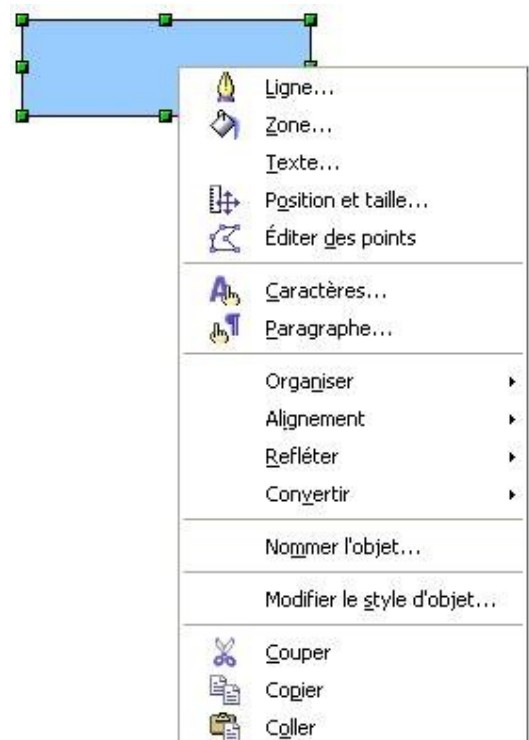 Ligne...
Zone...
Texte...
Position et taille...
Éditer des points
Caractères...
Paragraphe...
Organiser
Alignement
Refléter
Convertir
Nommer l'objet...
Modifier le style d'objet...
Couper
Copier
Coller